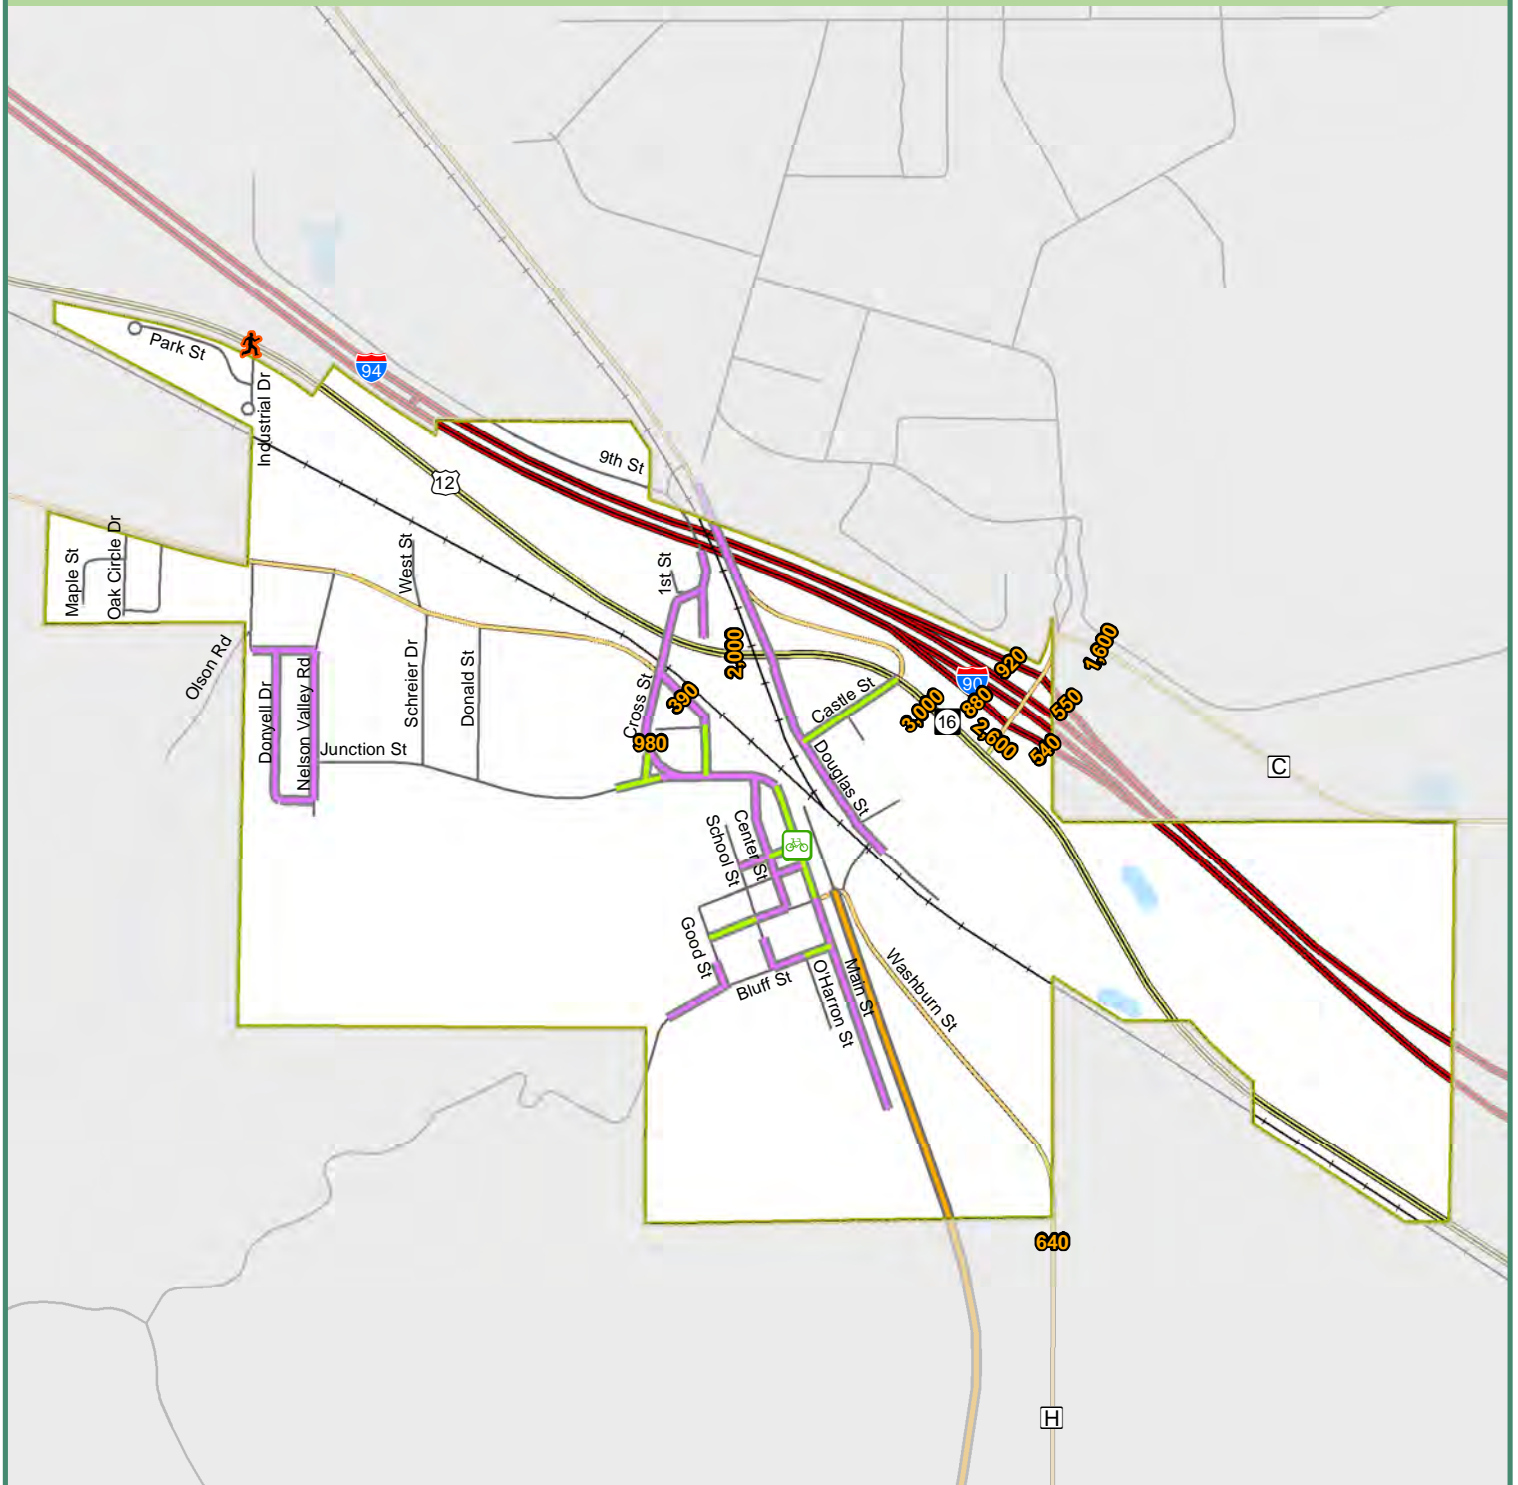 Park St
94
Industrial Dr
9th St
12
Maple St
Oak Circle Dr
West St
1st St
2,000
920
1,600
90
Olson Rd
Donyell Dr
Nelson Valley Rd
Schreier Dr
Donald St
Cross St
390
Castle St
3,000
880
16
550
2,600
540
980
Junction St
Douglas St
C
School St
Center St
Good St
Bluff St
O'Harron St
Main St
Washburn St
640
H